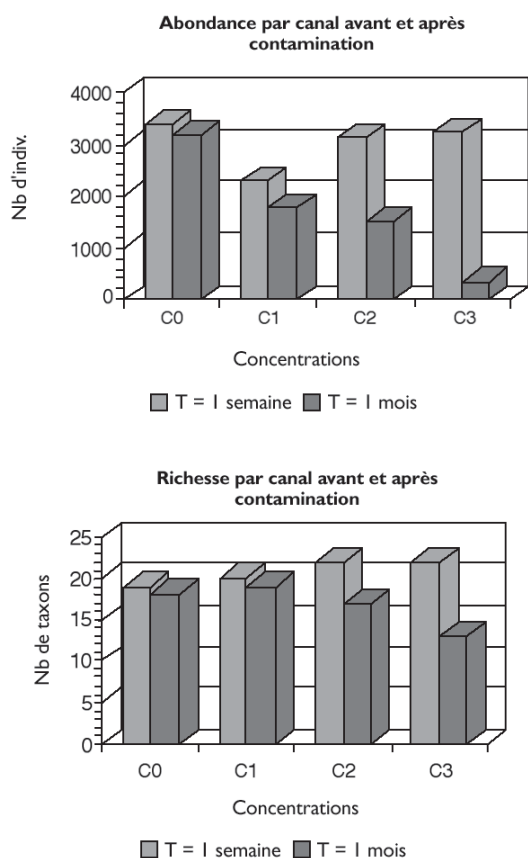 Abondance par canal avant et après
contamination
4000
3000
2000
1000
0
Nb d'indiv.
C0 C1 C2 C3
Concentrations
T = 1 semaine T = 1 mois
Richesse par canal avant et après
contamination
25
20
15
10
5
0
Nb de taxons
C0 C1 C2 C3
Concentrations
T = 1 semaine T = 1 mois